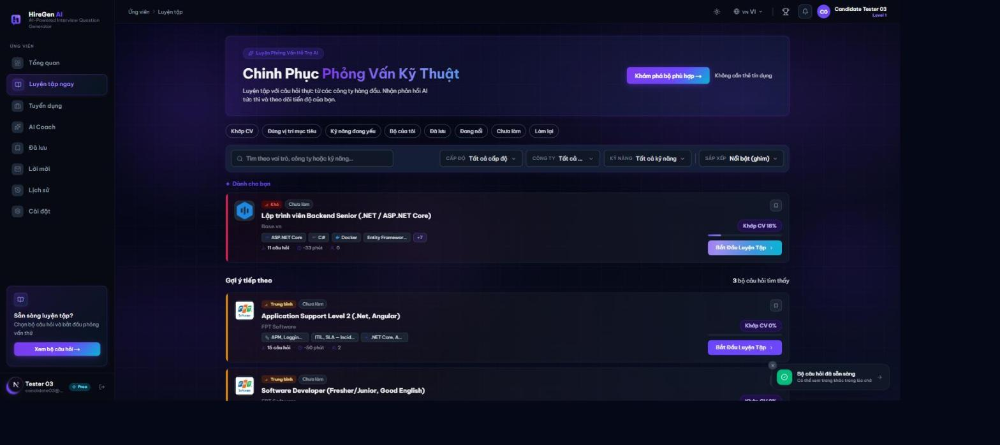 HireGen AI
AI-Powered Interview Question
Generator
ỨNG VIÊN
Tổng quan
Luyện tập ngay
Tuyển dụng
AI Coach
Đã lưu
Lời mời
Lịch sử
Cài đặt
Sẵn sàng luyện tập?
Chọn bộ câu hỏi và bắt đầu phỏng
vấn thử
Xem bộ câu hỏi →
N
Tester 03
candidate03@...
Free
Ứng viên › Luyện tập
VN VI
C0
Candidate Tester 03
Level 1
Luyện Phỏng Vấn Hỗ Trợ AI
Chinh Phục Phỏng Vấn Kỹ Thuật
Luyện tập với câu hỏi thực từ các công ty hàng đầu. Nhận phản hồi AI
tức thì và theo dõi tiến độ của bạn.
Khám phá bộ phù hợp →
Không cần thẻ tín dụng
Khớp CV
Đúng vị trí mục tiêu
Kỹ năng đang yếu
Bộ của tôi
Đã lưu
Đang nổi
Chưa làm
Làm lại
Tìm theo vai trò, công ty hoặc kỹ năng...
CẤP ĐỘ Tất cả cấp độ
CÔNG TY Tất cả ...
KỸ NĂNG Tất cả kỹ năng
SẮP XẾP Nổi bật (ghim)
Dành cho bạn
Khó
Chưa làm
Lập trình viên Backend Senior (.NET / ASP.NET Core)
Base.vn
ASP.NET Core
C#
Docker
Entity Framewor...
+7
11 câu hỏi · ~33 phút · 0
Khớp CV 18%
Bắt Đầu Luyện Tập ›
Gợi ý tiếp theo
3 bộ câu hỏi tìm thấy
FPT
Software
Trung bình
Chưa làm
Application Support Level 2 (.Net, Angular)
FPT Software
APM, Loggin...
ITIL, SLA – Incid...
.NET Core, A...
15 câu hỏi · ~50 phút · 2
Khớp CV 0%
Bắt Đầu Luyện Tập ›
FPT
Software
Trung bình
Chưa làm
Software Developer (Fresher/Junior, Good English)
FPT Software
Khớp CV 0%
Bộ câu hỏi đã sẵn sàng
Có thể xem trang khác trong lúc chờ